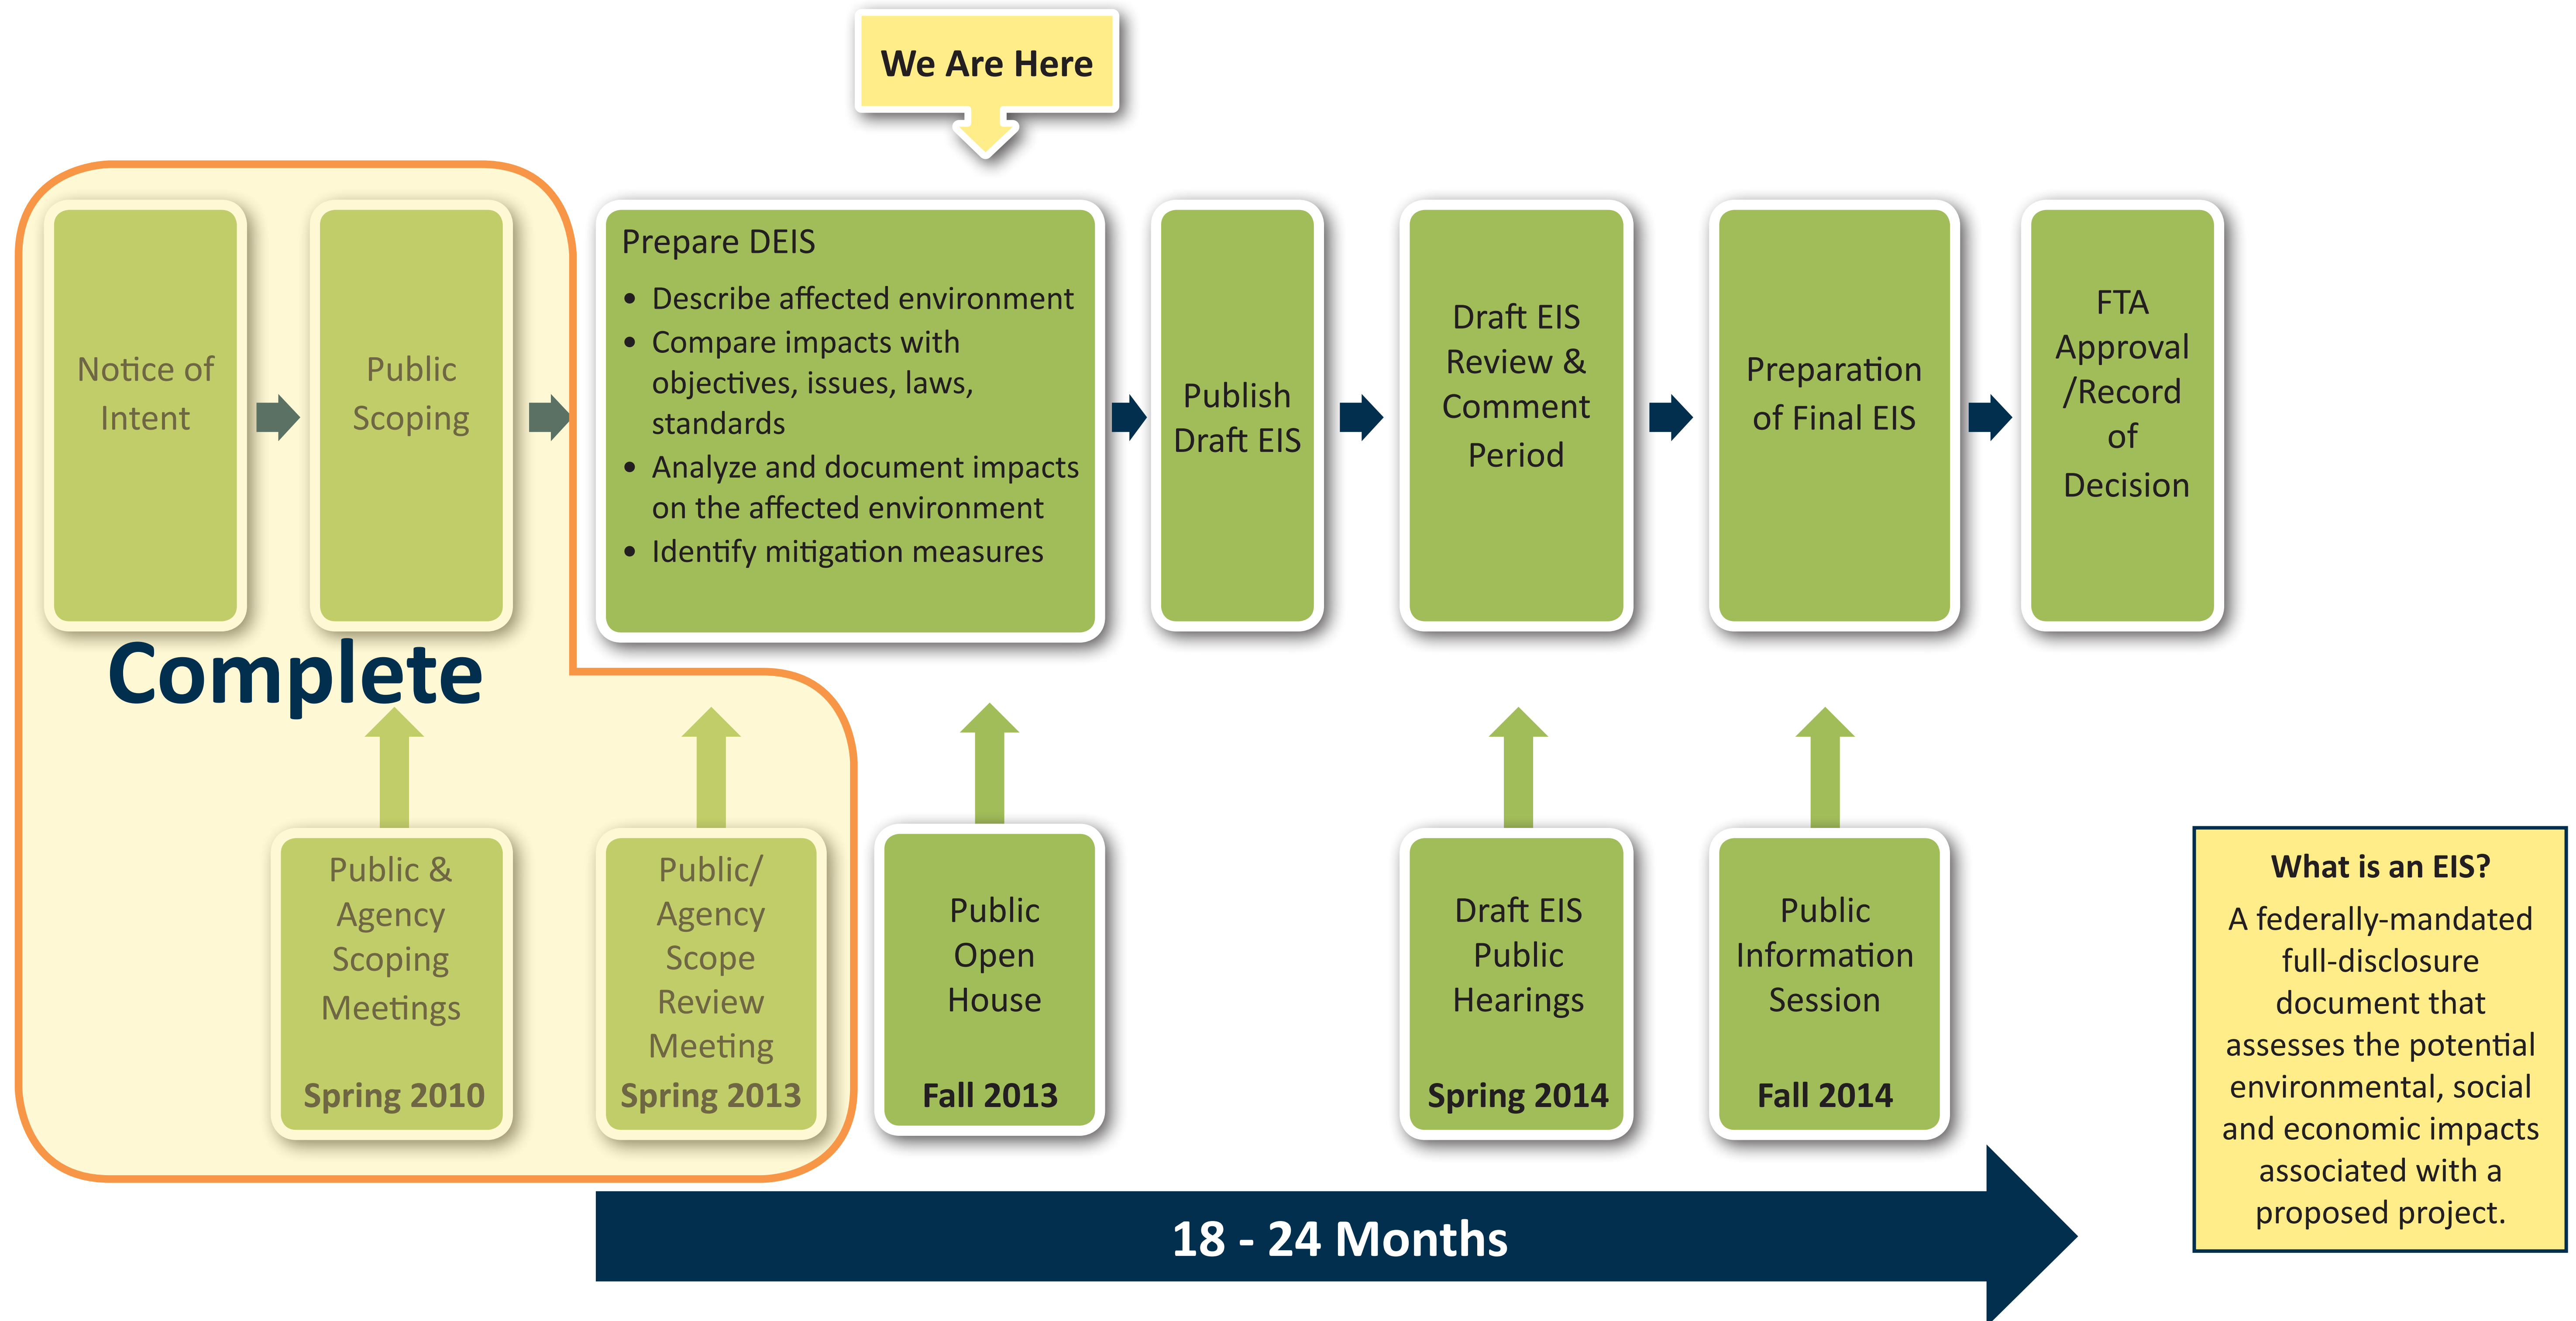 We Are Here
Notice of
Intent
Public
Scoping
Complete
Prepare DEIS
• Describe affected environment
• Compare impacts with
objectives, issues, laws,
standards
• Analyze and document impacts
on the affected environment
• Identify mitigation measures
Publish
Draft EIS
Draft EIS
Review &
Comment
Period
Preparation
of Final EIS
FTA
Approval
/Record
of
Decision
Public &
Agency
Scoping
Meetings
Spring 2010
Public/
Agency
Scope
Review
Meeting
Spring 2013
Public
Open
House
Fall 2013
Draft EIS
Public
Hearings
Spring 2014
Public
Information
Session
Fall 2014
18 - 24 Months
What is an EIS?
A federally-mandated
full-disclosure
document that
assesses the potential
environmental, social
and economic impacts
associated with a
proposed project.